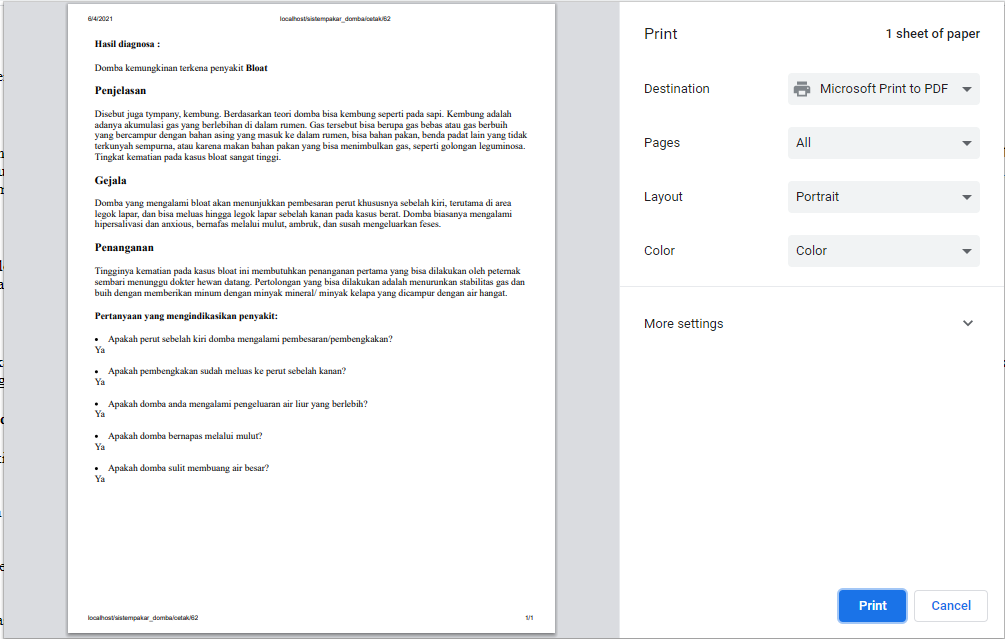 6/4/2021 localhost/sistempakar_domba/cetak/62
Hasil diagnosa :
Domba kemungkinan terkena penyakit Bloat
Penjelasan
Disebut juga tympany, kembung. Berdasarkan teori domba bisa kembung seperti pada sapi. Kembung adalah
adanya akumulasi gas yang berlebihan di dalam rumen. Gas tersebut bisa berupa gas bebas atau gas berbuih
yang bercampur dengan bahan asing yang masuk ke dalam rumen, bisa bahan pakan, benda padat lain yang tidak
terkunyah sempurna, atau karena makan bahan pakan yang bisa menimbulkan gas, seperti golongan leguminosa.
Tingkat kematian pada kasus bloat sangat tinggi.
Gejala
Domba yang mengalami bloat akan menunjukkan pembesaran perut khususnya sebelah kiri, terutama di area
legok lapar, dan bisa meluas hingga legok lapar sebelah kanan pada kasus berat. Domba biasanya mengalami
hipersalivasi dan anxious, bernafas melalui mulut, ambruk, dan susah mengeluarkan feses.
Penanganan
Tingginya kematian pada kasus bloat ini membutuhkan penanganan pertama yang bisa dilakukan oleh peternak
sembari menunggu dokter hewan datang. Pertolongan yang bisa dilakukan adalah menurunkan stabilitas gas dan
buih dengan memberikan minum dengan minyak mineral/ minyak kelapa yang dicampur dengan air hangat.
Pertanyaan yang mengindikasikan penyakit:
• Apakah perut sebelah kiri domba mengalami pembesaran/pembengkakan?
Ya
• Apakah pembengkakan sudah meluas ke perut sebelah kanan?
Ya
• Apakah domba anda mengalami pengeluaran air liur yang berlebih?
Ya
• Apakah domba bernapas melalui mulut?
Ya
• Apakah domba sulit membuang air besar?
Ya
localhost/sistempakar_domba/cetak/62 1/1
Print 1 sheet of paper
Destination Microsoft Print to PDF
Pages All
Layout Portrait
Color Color
More settings
Print Cancel